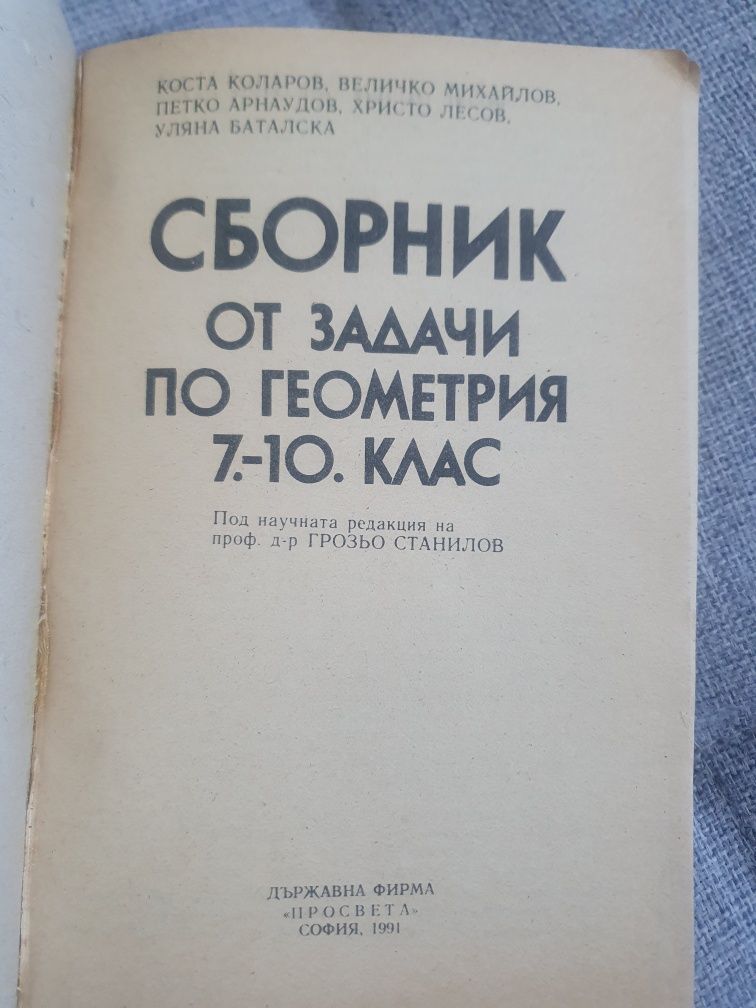 КОСТА КОЛАРОВ, ВЕЛИЧКО МИХАЙЛОВ,
ПЕТКО АРНАУДОВ, ХРИСТО ЛЕСОВ,
УЛЯНА БАТАЛСКА
СБОРНИК
ОТ ЗАДАЧИ
ПО ГЕОМЕТРИЯ
7.-10. КЛАС
Под научната редакция на
проф. д-р ГРОЗЬО СТАНИЛОВ
ДЪРЖАВНА ФИРМА
«ПРОСВЕТА»
СОФИЯ, 1991